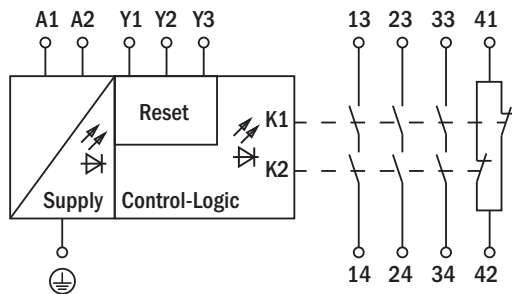 A1 A2 Y1 Y2 Y3 13 23 33 41
Reset
K1
K2
Supply Control-Logic
14 24 34 42